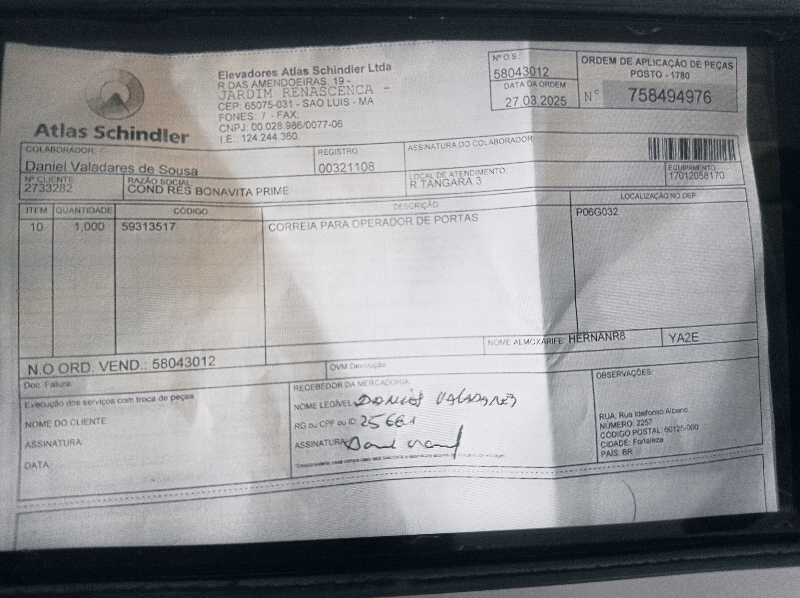 Atlas Schindler
Elevadores Atlas Schindler Ltda
R DAS AMENDOEIRAS, 19 -
JARDIM RENASCENCA -
CEP: 65075-031 - SAO LUIS - MA
FONES: / - FAX:
CNPJ: 00.028.986/0077-06
I.E.: 124.244.360
Nº O.S.
58043012
DATA DA ORDEM
27.03.2025
ORDEM DE APLICAÇÃO DE PEÇAS
POSTO - 1780
Nº 758494976
COLABORADOR: /
Daniel Valadares de Sousa
REGISTRO
00321108
ASSINATURA DO COLABORADOR
Nº CLIENTE
2733282
RAZÃO SOCIAL
COND RES BONAVITA PRIME
LOCAL DE ATENDIMENTO
R TANGARA 3
EQUIPAMENTO
17012058170
ITEM QUANTIDADE CÓDIGO DESCRIÇÃO LOCALIZAÇÃO NO DEP
10 1,000 59313517 CORREIA PARA OPERADOR DE PORTAS P06G032
NOME ALMOXARIFE: HERNANR8 YA2E
N.O ORD. VEND.: 58043012
OVM Devolução
Doc. Fatura:
Execução dos serviços com troca de peças
NOME DO CLIENTE
ASSINATURA:
DATA:
RECEBEDOR DA MERCADORIA
NOME LEGÍVEL: VALADARES
RG ou CPF ou ID: 25661
ASSINATURA:
OBSERVAÇÕES:
RUA: Rua Ildefonso Albano
NÚMERO: 2257
CÓDIGO POSTAL: 60125-000
CIDADE: Fortaleza
PAÍS: BR